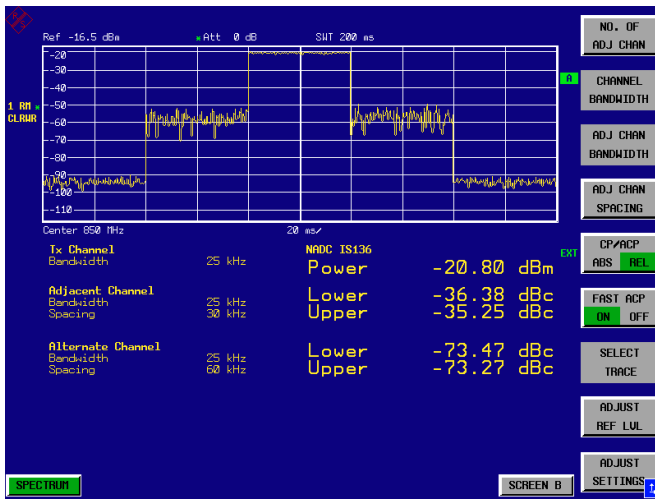 Ref -16.5 dBm *Att 0 dB SWT 200 ms
-20
-30
-40
-50
-60
-70
-80
-90
-100
-110
A
1 RM *
CLRWR
Center 850 MHz 20 ms/
Tx Channel NADC IS136 EXT
Bandwidth 25 kHz Power -20.80 dBm
Adjacent Channel Lower -36.38 dBc
Bandwidth 25 kHz Upper -35.25 dBc
Spacing 30 kHz
Alternate Channel Lower -73.47 dBc
Bandwidth 25 kHz Upper -73.27 dBc
Spacing 60 kHz
SPECTRUM
SCREEN B
NO. OF
ADJ CHAN
CHANNEL
BANDWIDTH
ADJ CHAN
BANDWIDTH
ADJ CHAN
SPACING
CP/ACP
ABS REL
FAST ACP
ON OFF
SELECT
TRACE
ADJUST
REF LVL
ADJUST
SETTINGS